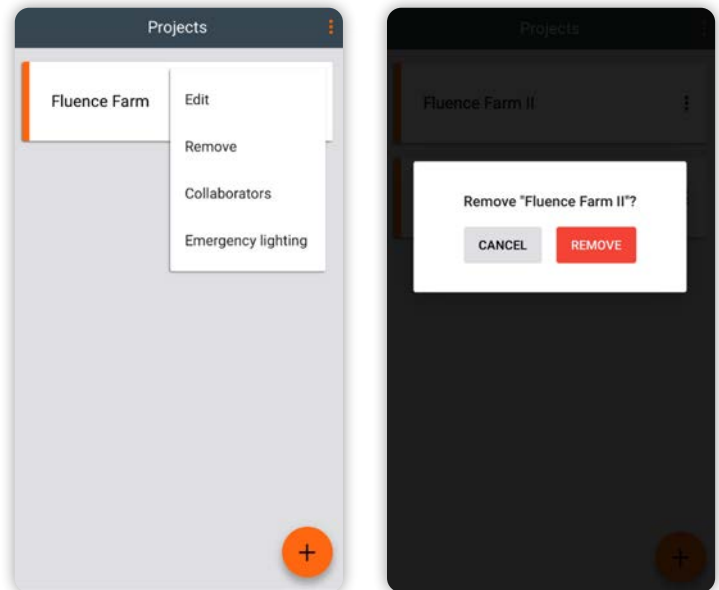 Projects
Fluence Farm
Edit
Remove
Collaborators
Emergency lighting
+
Projects
Fluence Farm II
Remove "Fluence Farm II"?
CANCEL
REMOVE
+